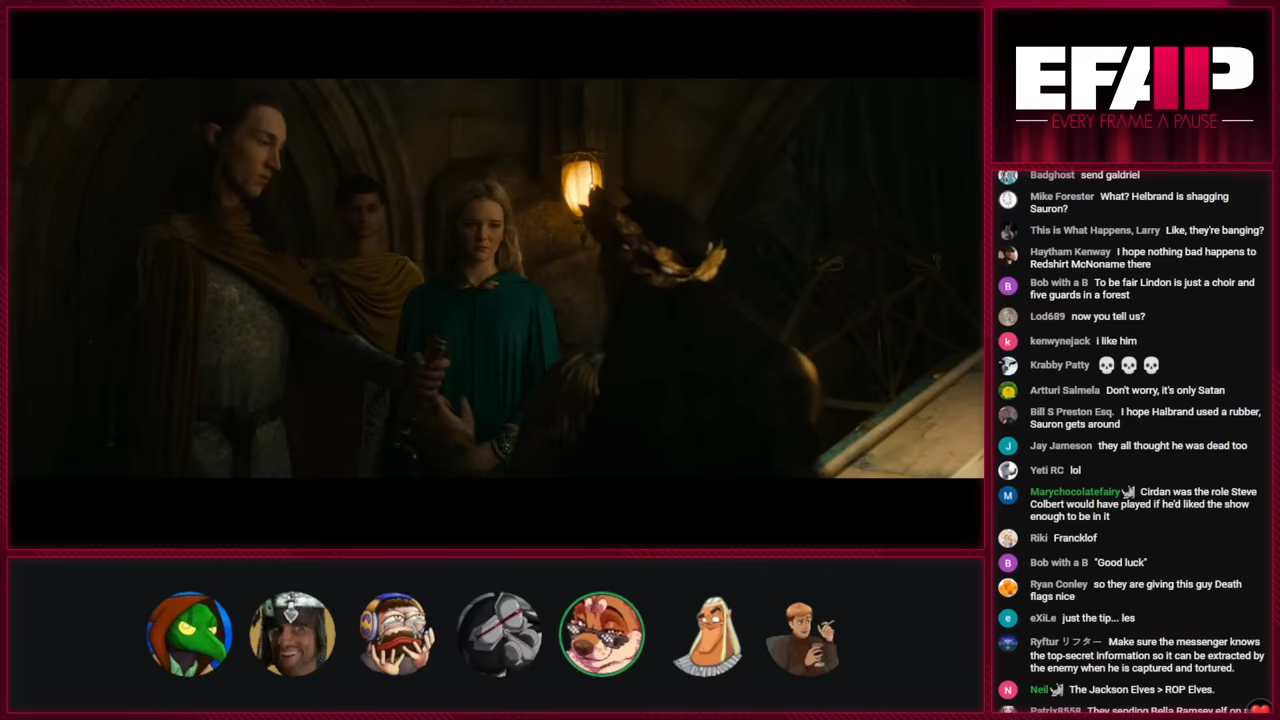 EFAP
EVERY FRAME A PAUSE
Badghost send galdriel
Mike Forester What? Helbrand is shagging
Sauron?
This is What Happens, Larry Like, they're banging?
Haytham Kenway I hope nothing bad happens to
Redshirt McNoname there
B
Bob with a B To be fair Lindon is just a choir and
five guards in a forest
Lod689 now you tell us?
k
kenwynejack i like him
Krabby Patty 💀 💀 💀
Artturi Salmela Don't worry, it's only Satan
Bill S Preston Esq. I hope Halbrand used a rubber,
Sauron gets around
J
Jay Jameson they all thought he was dead too
Yeti RC lol
M
Marychocolatefairy Cirdan was the role Steve
Colbert would have played if he'd liked the show
enough to be in it
Riki Francklof
B
Bob with a B "Good luck"
Ryan Conley so they are giving this guy Death
flags nice
e
eXiLe just the tip... les
Ryftur リフター Make sure the messenger knows
the top-secret information so it can be extracted by
the enemy when he is captured and tortured.
N
Neil The Jackson Elves > ROP Elves.
Patrix8558 They sending Bella Ramsey elf on